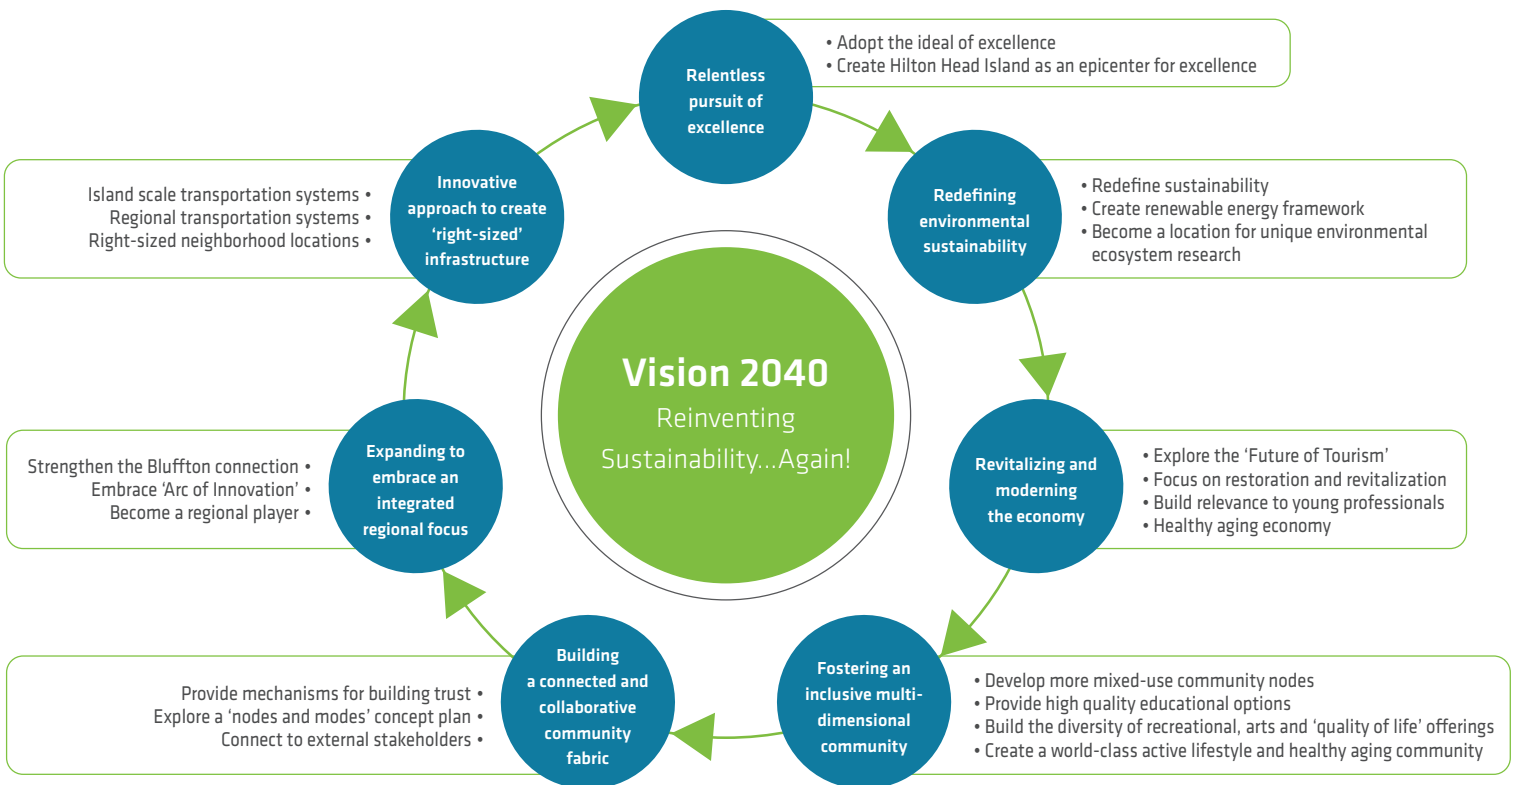 Relentless
pursuit of
excellence
• Adopt the ideal of excellence
• Create Hilton Head Island as an epicenter for excellence
Redefining
environmental
sustainability
• Redefine sustainability
• Create renewable energy framework
• Become a location for unique environmental
ecosystem research
Revitalizing and
moderning
the economy
• Explore the ‘Future of Tourism’
• Focus on restoration and revitalization
• Build relevance to young professionals
• Healthy aging economy
Fostering an
inclusive multi-
dimensional
community
• Develop more mixed-use community nodes
• Provide high quality educational options
• Build the diversity of recreational, arts and ‘quality of life’ offerings
• Create a world-class active lifestyle and healthy aging community
Building
a connected and
collaborative
community
fabric
Provide mechanisms for building trust •
Explore a ‘nodes and modes’ concept plan •
Connect to external stakeholders •
Expanding to
embrace an
integrated
regional focus
Strengthen the Bluffton connection •
Embrace ‘Arc of Innovation’ •
Become a regional player •
Innovative
approach to create
‘right-sized’
infrastructure
Island scale transportation systems •
Regional transportation systems •
Right-sized neighborhood locations •
Vision 2040
Reinventing
Sustainability...Again!